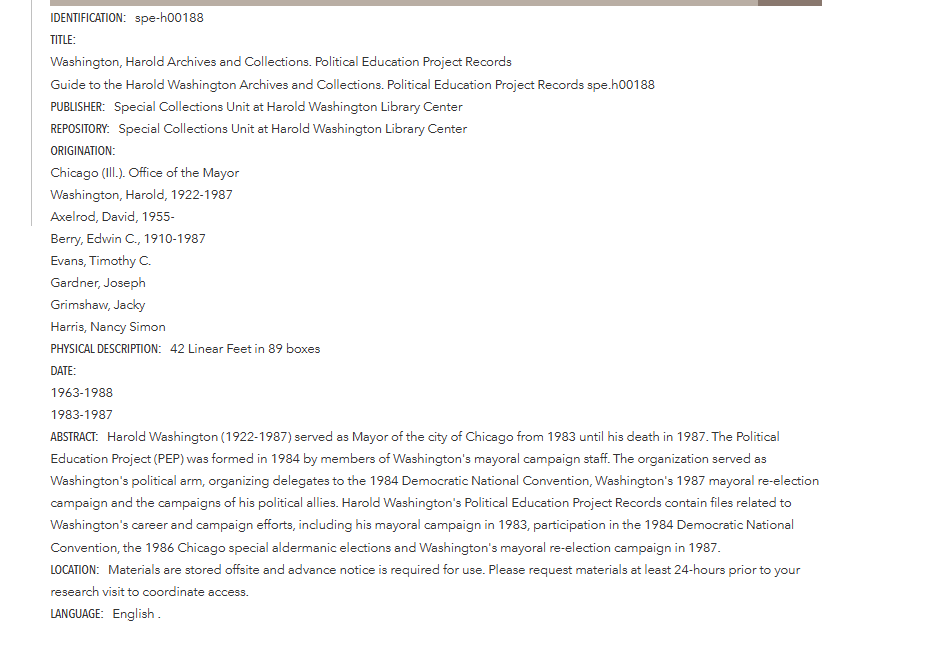 IDENTIFICATION: spe-h00188
TITLE:
Washington, Harold Archives and Collections. Political Education Project Records
Guide to the Harold Washington Archives and Collections. Political Education Project Records spe.h00188
PUBLISHER: Special Collections Unit at Harold Washington Library Center
REPOSITORY: Special Collections Unit at Harold Washington Library Center
ORIGINATION:
Chicago (Ill.). Office of the Mayor
Washington, Harold, 1922-1987
Axelrod, David, 1955-
Berry, Edwin C., 1910-1987
Evans, Timothy C.
Gardner, Joseph
Grimshaw, Jacky
Harris, Nancy Simon
PHYSICAL DESCRIPTION: 42 Linear Feet in 89 boxes
DATE:
1963-1988
1983-1987
ABSTRACT: Harold Washington (1922-1987) served as Mayor of the city of Chicago from 1983 until his death in 1987. The Political
Education Project (PEP) was formed in 1984 by members of Washington's mayoral campaign staff. The organization served as
Washington's political arm, organizing delegates to the 1984 Democratic National Convention, Washington's 1987 mayoral re-election
campaign and the campaigns of his political allies. Harold Washington's Political Education Project Records contain files related to
Washington's career and campaign efforts, including his mayoral campaign in 1983, participation in the 1984 Democratic National
Convention, the 1986 Chicago special aldermanic elections and Washington's mayoral re-election campaign in 1987.
LOCATION: Materials are stored offsite and advance notice is required for use. Please request materials at least 24-hours prior to your
research visit to coordinate access.
LANGUAGE: English .